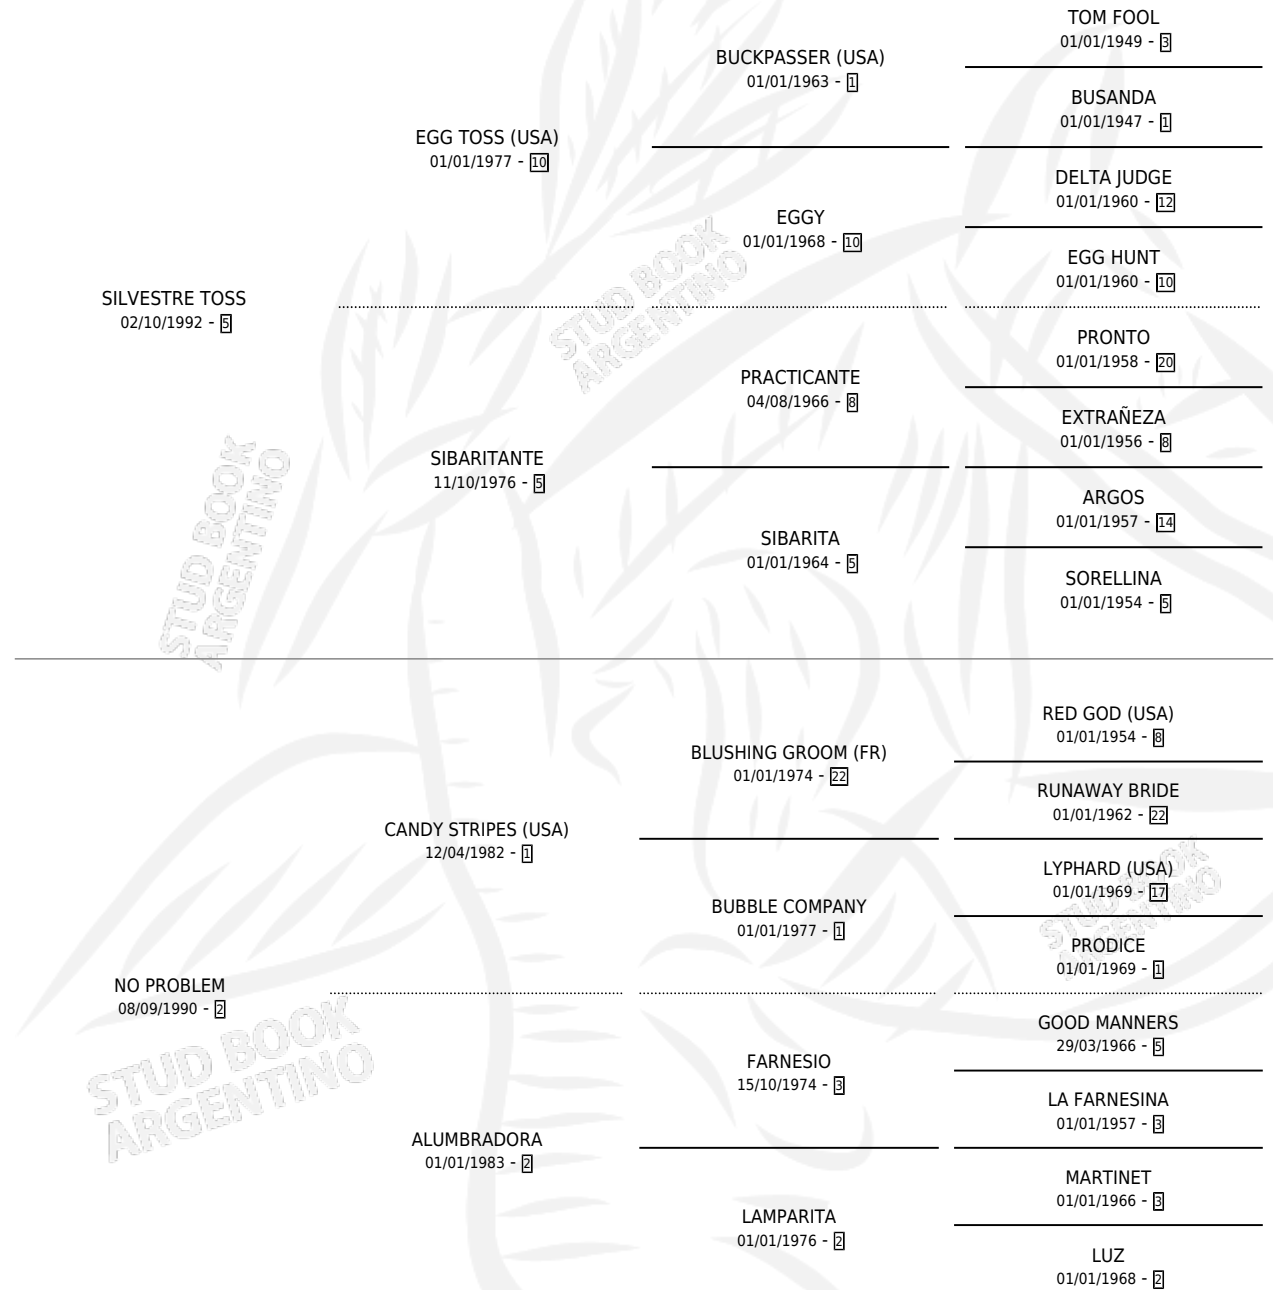 TOM FOOL
01/01/1949 - 3
BUCKPASSER (USA)
01/01/1963 - 1
BUSANDA
01/01/1947 - 1
EGG TOSS (USA)
01/01/1977 - 10
DELTA JUDGE
01/01/1960 - 12
EGGY
01/01/1968 - 10
EGG HUNT
01/01/1960 - 10
SILVESTRE TOSS
02/10/1992 - 5
PRONTO
01/01/1958 - 20
PRACTICANTE
04/08/1966 - 8
EXTRAÑEZA
01/01/1956 - 8
SIBARITANTE
11/10/1976 - 5
ARGOS
01/01/1957 - 14
SIBARITA
01/01/1964 - 5
SORELLINA
01/01/1954 - 5
STUD BOOK
ARGENTINO
STUD BOOK
ARGENTINO
RED GOD (USA)
01/01/1954 - 8
BLUSHING GROOM (FR)
01/01/1974 - 22
RUNAWAY BRIDE
01/01/1962 - 22
CANDY STRIPES (USA)
12/04/1982 - 1
LYPHARD (USA)
01/01/1969 - 17
BUBBLE COMPANY
01/01/1977 - 1
PRODICE
01/01/1969 - 1
NO PROBLEM
08/09/1990 - 2
GOOD MANNERS
29/03/1966 - 5
FARNESIO
15/10/1974 - 3
LA FARNESINA
01/01/1957 - 3
ALUMBRADORA
01/01/1983 - 2
MARTINET
01/01/1966 - 3
LAMPARITA
01/01/1976 - 2
LUZ
01/01/1968 - 2
STUD BOOK
ARGENTINO
STUD BOOK
ARGENTINO